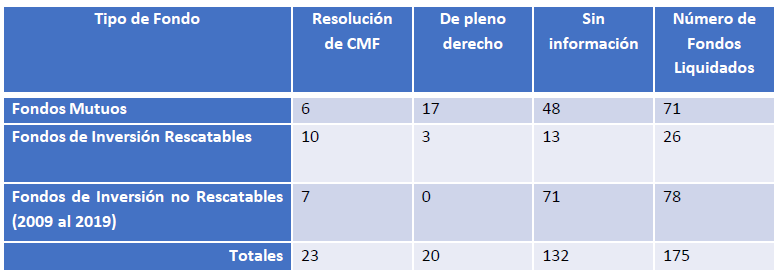 Tipo de Fondo Resolución de CMF De pleno derecho Sin información Número de Fondos Liquidados
Fondos Mutuos 6 17 48 71
Fondos de Inversión Rescatables 10 3 13 26
Fondos de Inversión no Rescatables (2009 al 2019) 7 0 71 78
Totales 23 20 132 175